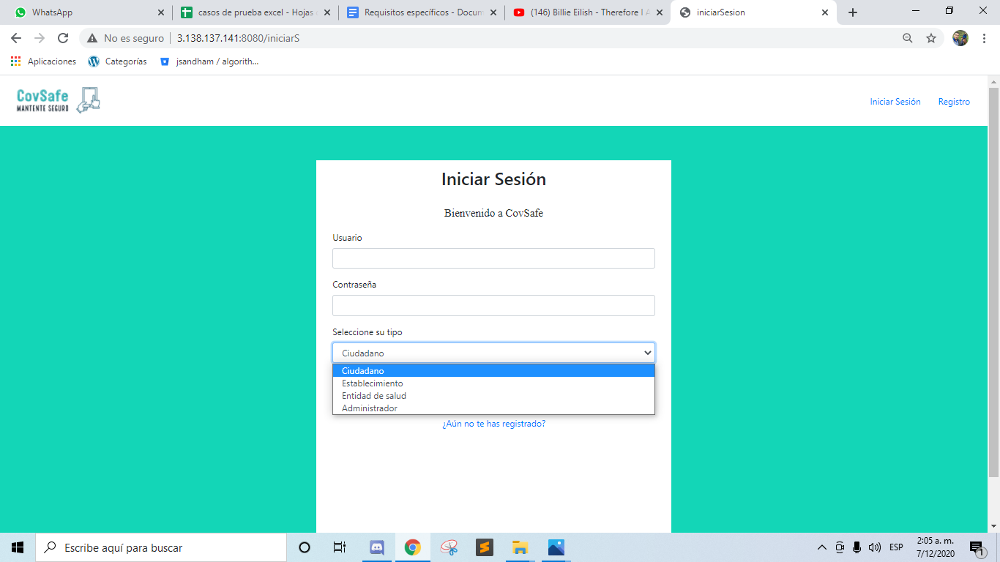 WhatsApp
casos de prueba excel - Hojas
Requisitos específicos - Docum
(146) Billie Eilish - Therefore I A
iniciarSesion
No es seguro
3.138.137.141:8080/iniciarS
Aplicaciones
Categorías
jsandham / algorith...
CovSafe
MANTENTE SEGURO
Iniciar Sesión
Registro
Iniciar Sesión
Bienvenido a CovSafe
Usuario
Contraseña
Seleccione su tipo
Ciudadano
Ciudadano
Establecimiento
Entidad de salud
Administrador
¿Aún no te has registrado?
Escribe aquí para buscar
ESP
2:05 a. m.
7/12/2020
1